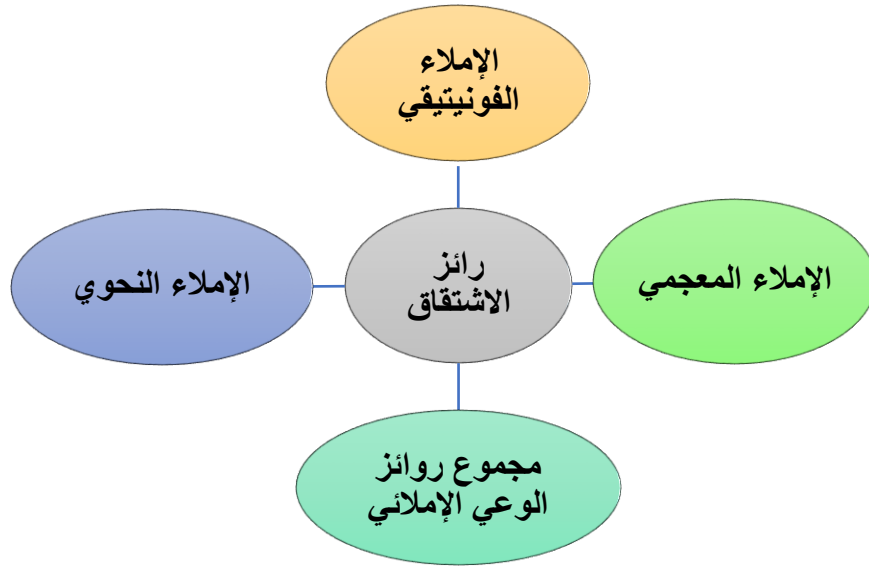 الإملاء
الفونيتيقي
الإملاء المعجمي
رائز
الاشتقاق
الإملاء النحوي
مجموع روائز
الوعي الإملائي